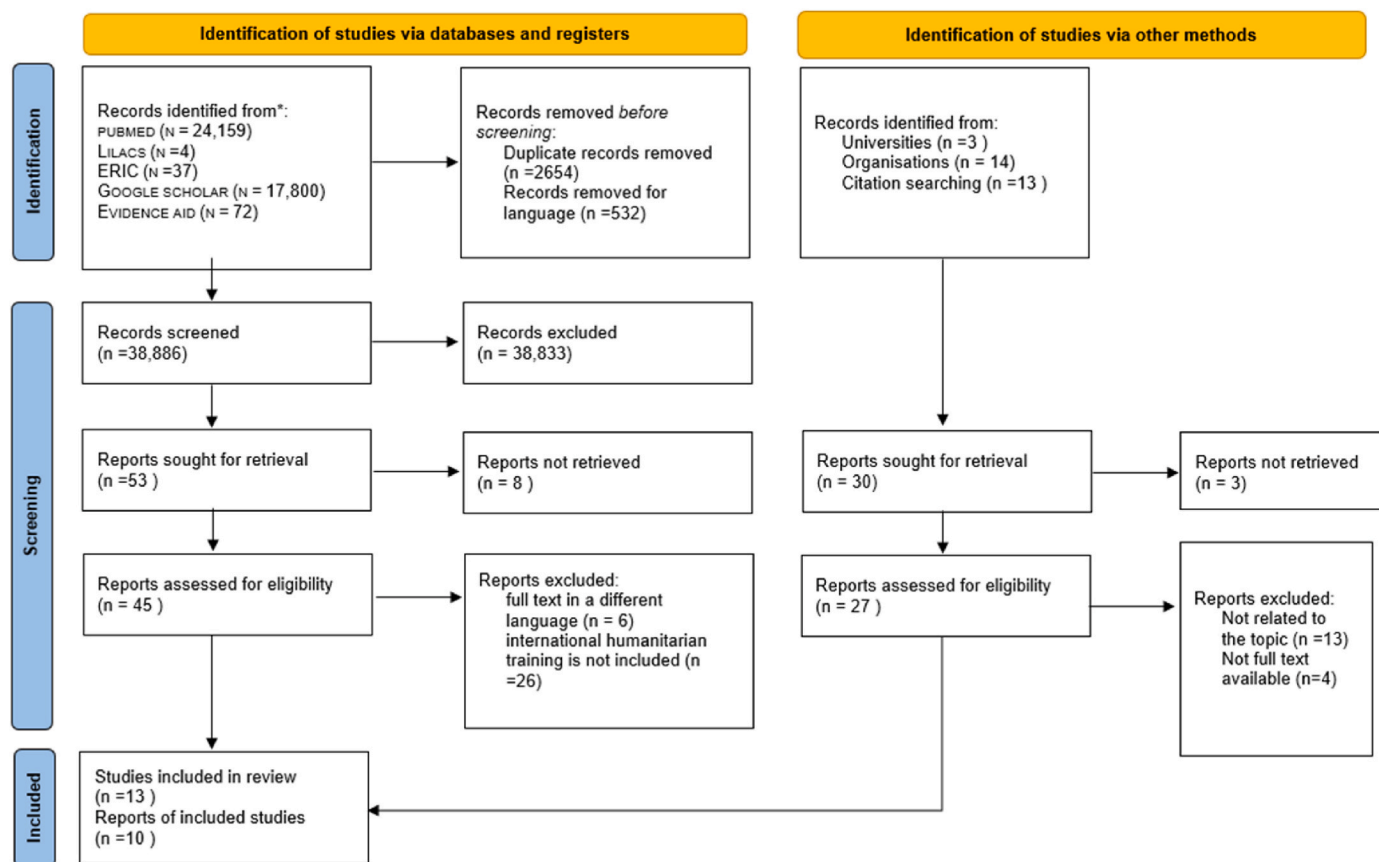 Identification of studies via databases and registers
Identification of studies via other methods
Identification
Records identified from*:
PUBMED (N = 24,159)
LILACS (N =4)
ERIC (N =37)
GOOGLE SCHOLAR (N = 17,800)
EVIDENCE AID (N = 72)
Records removed before
screening:
Duplicate records removed
(n =2654)
Records removed for
language (n =532)
Records identified from:
Universities (n =3 )
Organisations (n = 14)
Citation searching (n =13 )
Screening
Records screened
(n =38,886)
Records excluded
(n = 38,833)
Reports sought for retrieval
(n =53 )
Reports not retrieved
(n = 8 )
Reports sought for retrieval
(n = 30)
Reports not retrieved
(n = 3)
Reports assessed for eligibility
(n = 45 )
Reports excluded:
full text in a different
language (n = 6)
international humanitarian
training is not included (n
=26)
Reports assessed for eligibility
(n = 27 )
Reports excluded:
Not related to
the topic (n =13)
Not full text
available (n=4)
Included
Studies included in review
(n =13 )
Reports of included studies
(n =10 )